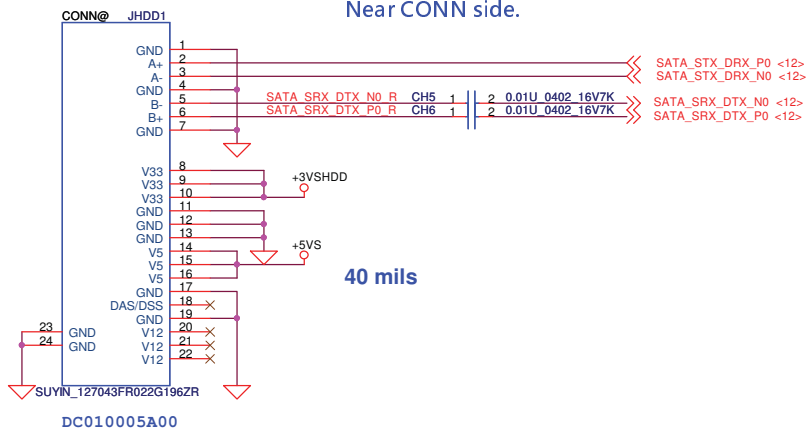 Near CONN side.
CONN@ JHDD1
GND 1
A+ 2 SATA_STX_DRX_P0 <12>
A- 3 SATA_STX_DRX_N0 <12>
GND 4
B- 5 SATA_SRX_DTX_N0_R CH5 1 2 0.01U_0402_16V7K SATA_SRX_DTX_N0 <12>
B+ 6 SATA_SRX_DTX_P0_R CH6 1 2 0.01U_0402_16V7K SATA_SRX_DTX_P0 <12>
GND 7
V33 8
V33 9 +3VSHDD
V33 10
GND 11
GND 12
GND 13
V5 14 +5VS
V5 15
V5 16 40 mils
GND 17
DAS/DSS 18
GND 19
23 GND V12 20
24 GND V12 21
V12 22
SUYIN_127043FR022G196ZR
DC010005A00